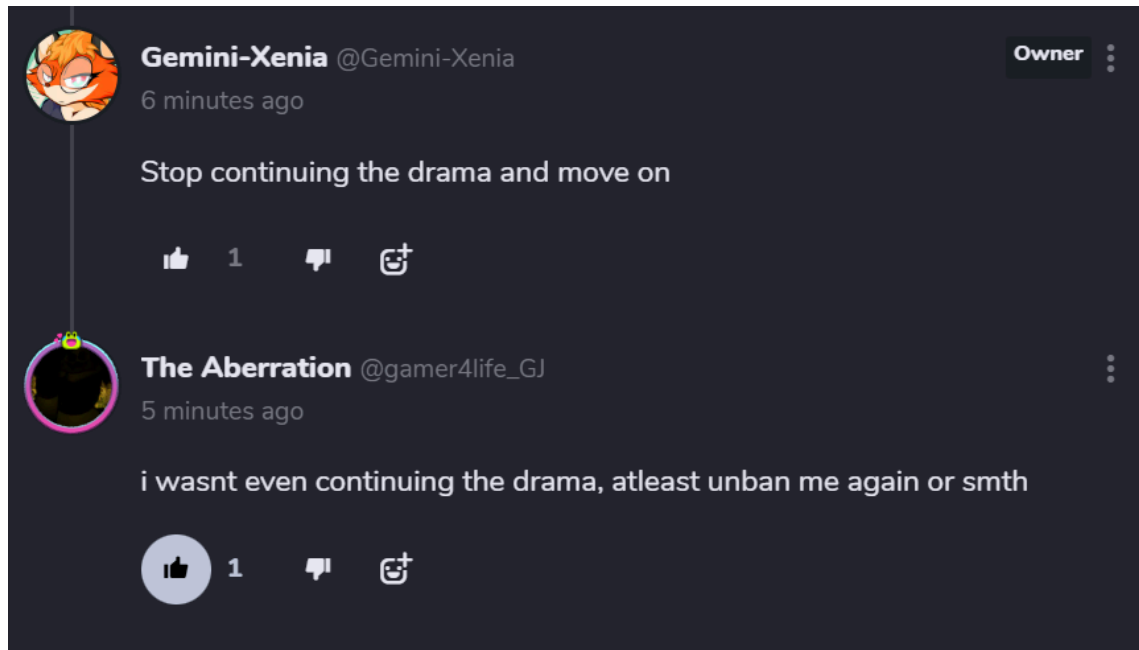 Gemini-Xenia @Gemini-Xenia Owner
6 minutes ago
Stop continuing the drama and move on
1
The Aberration @gamer4life_GJ
5 minutes ago
i wasnt even continuing the drama, atleast unban me again or smth
1